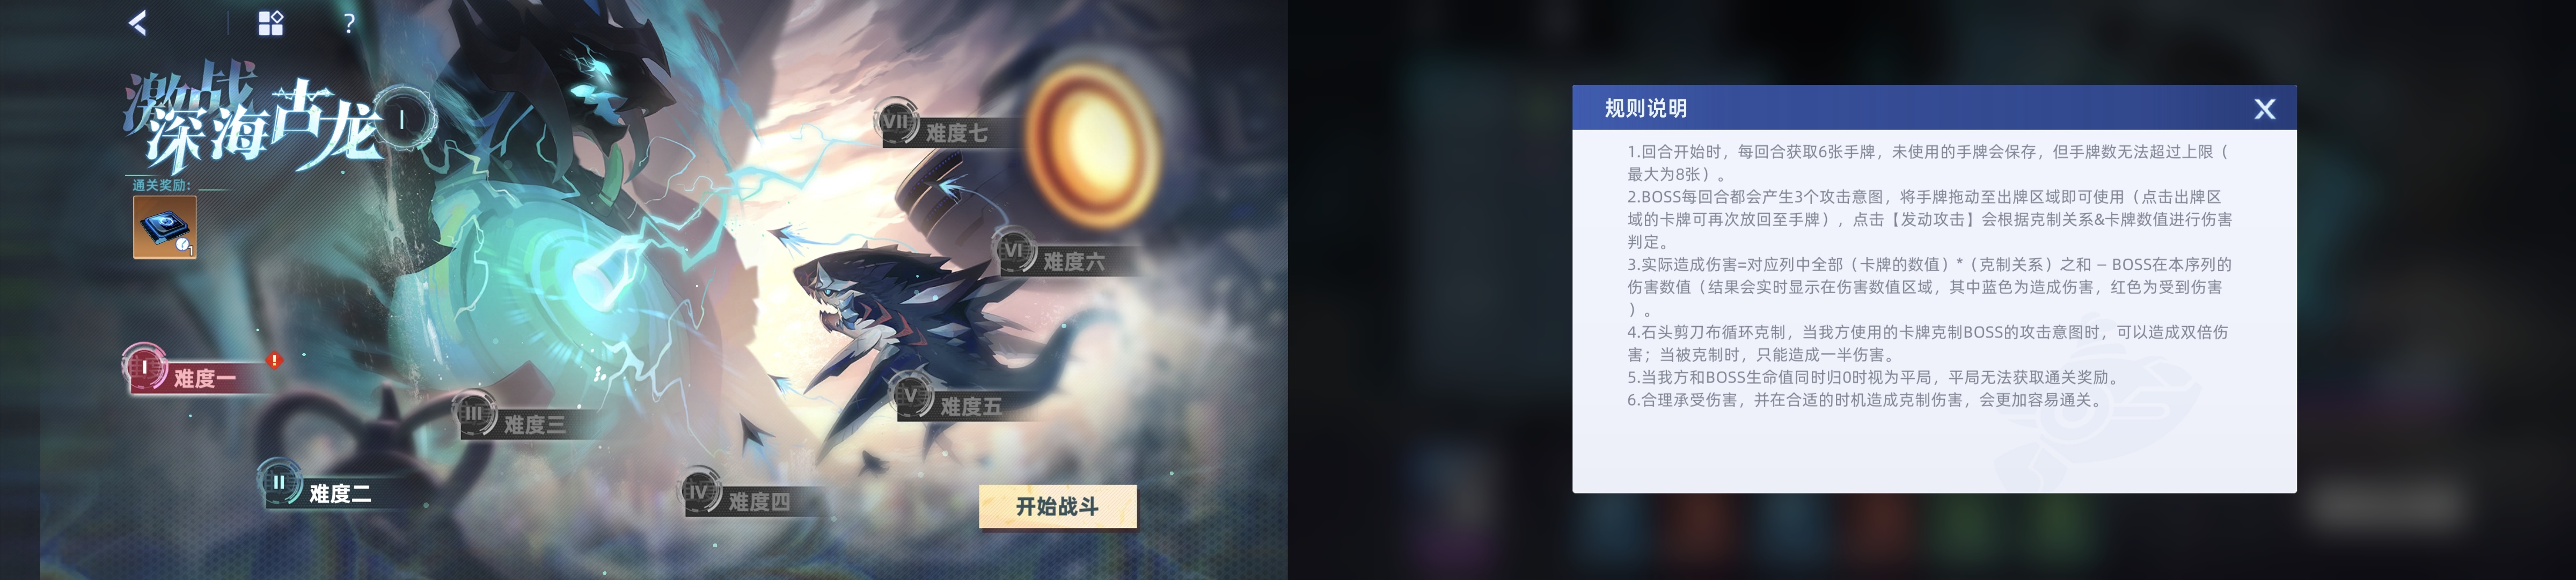 ?
激战
深海古龙
I
通关奖励:
1
VII 难度七
VI 难度六
I 难度一
!
V 难度五
III 难度三
II 难度二
IV 难度四
开始战斗
规则说明
X
1.回合开始时，每回合获取6张手牌，未使用的手牌会保存，但手牌数无法超过上限（
最大为8张）。
2.BOSS每回合都会产生3个攻击意图，将手牌拖动至出牌区域即可使用（点击出牌区
域的卡牌可再次放回至手牌），点击【发动攻击】会根据克制关系&卡牌数值进行伤害
判定。
3.实际造成伤害=对应列中全部（卡牌的数值）*（克制关系）之和 – BOSS在本序列的
伤害数值（结果会实时显示在伤害数值区域，其中蓝色为造成伤害，红色为受到伤害
）。
4.石头剪刀布循环克制，当我方使用的卡牌克制BOSS的攻击意图时，可以造成双倍伤
害；当被克制时，只能造成一半伤害。
5.当我方和BOSS生命值同时归0时视为平局，平局无法获取通关奖励。
6.合理承受伤害，并在合适的时机造成克制伤害，会更加容易通关。